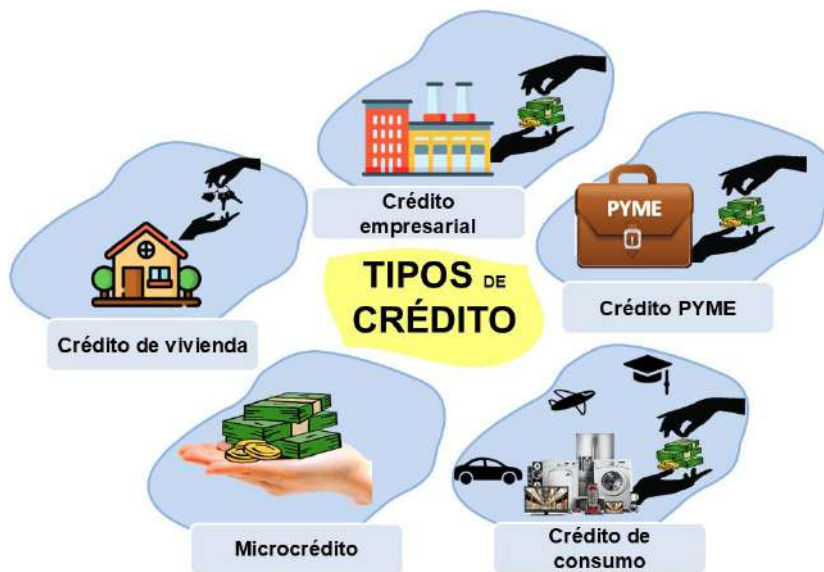 Crédito
empresarial
PYME
Crédito PYME
TIPOS DE
CRÉDITO
Crédito de vivienda
Microcrédito
Crédito de
consumo